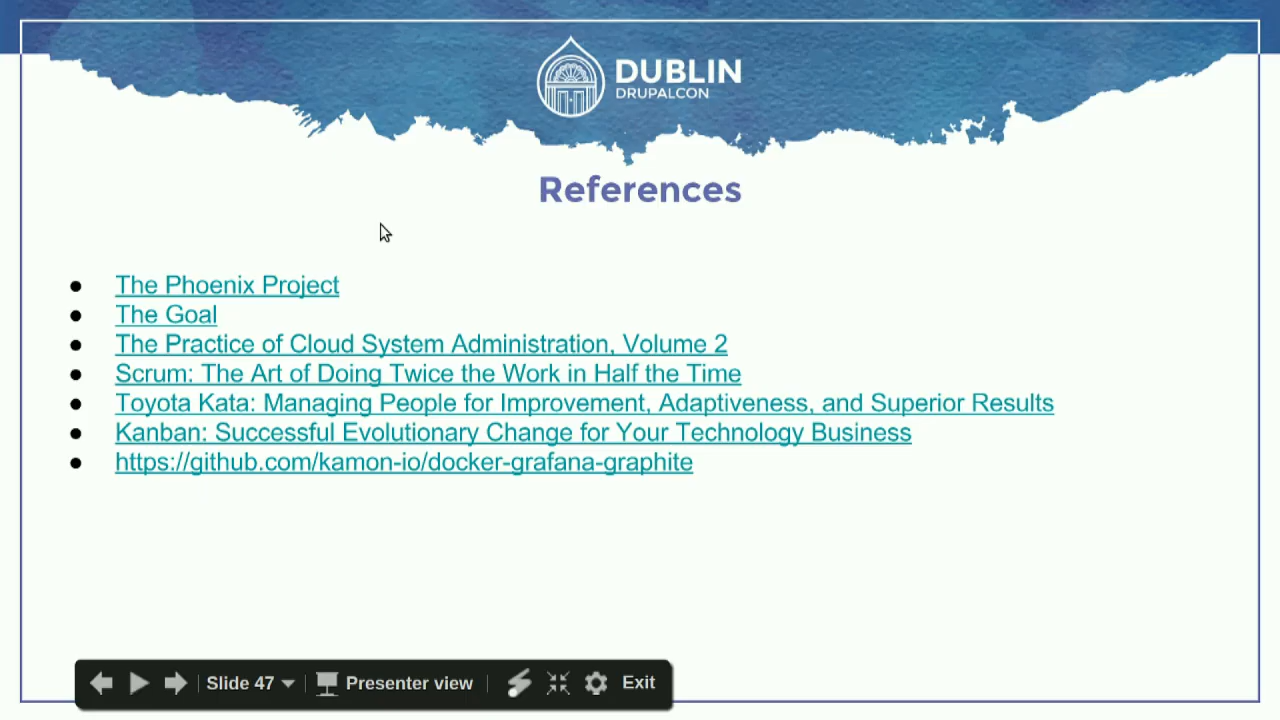 DUBLIN
DRUPALCON
References
The Phoenix Project
The Goal
The Practice of Cloud System Administration, Volume 2
Scrum: The Art of Doing Twice the Work in Half the Time
Toyota Kata: Managing People for Improvement, Adaptiveness, and Superior Results
Kanban: Successful Evolutionary Change for Your Technology Business
https://github.com/kamon-io/docker-grafana-graphite
Slide 47 Presenter view Exit